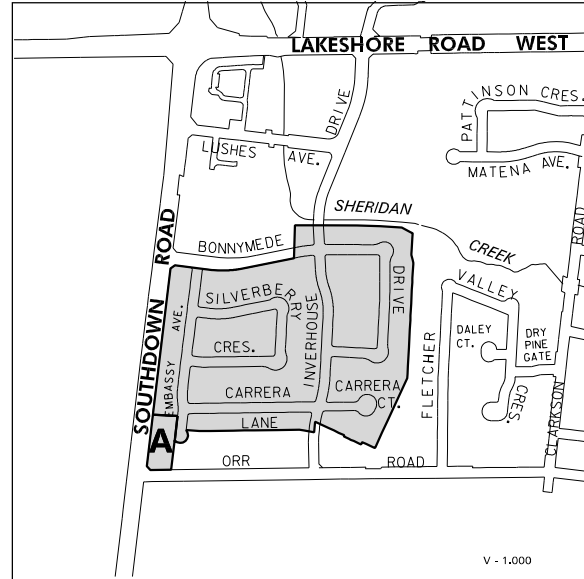 LAKESHORE ROAD WEST
PATTINSON CRES.
DRIVE
LUSHES AVE.
MATENA AVE.
SHERIDAN
CREEK
ROAD
SOUTHDOWN ROAD
BONNYMEDE
DRIVE
VALLEY
SILVERBERRY
CRES.
EMBASSY AVE.
INVERHOUSE
DALEY
CT.
DRY
PINE
GATE
FLETCHER
CARRERA
LANE
CARRERA
CT.
CRES.
CLARKSON
A
ORR ROAD
V - 1.000